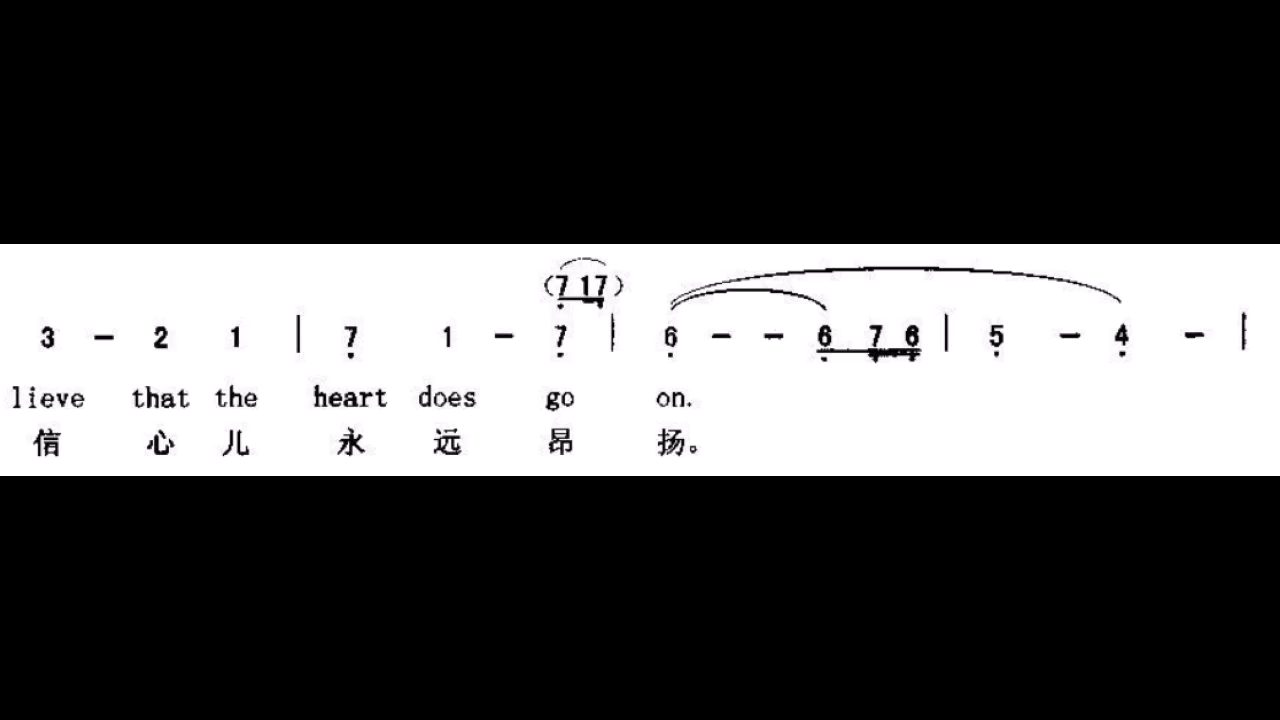 (7 17)
3 - 2 1 | 7 1 - 7 | 6 - - 6 7 6 | 5 - 4 - |
lieve that the heart does go on.
信 心 儿 永 远 昂 扬。